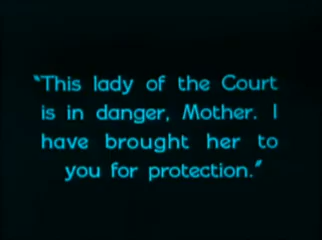 "This lady of the Court
is in danger, Mother. I
have brought her to
you for protection."